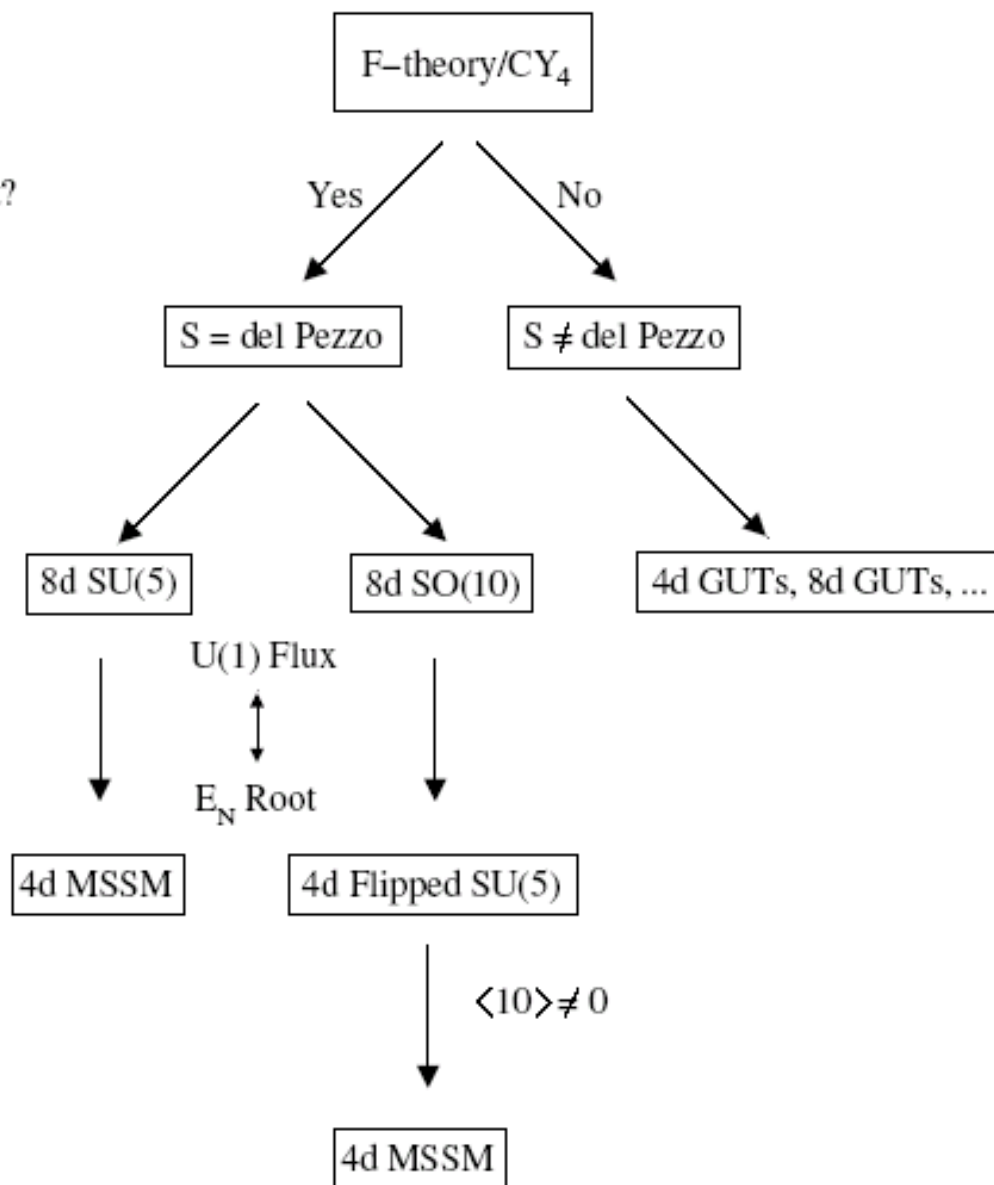 F–theory/CY4
?
Yes
No
S = del Pezzo
S ≠ del Pezzo
8d SU(5)
8d SO(10)
4d GUTs, 8d GUTs, ...
U(1) Flux
E_N Root
4d MSSM
4d Flipped SU(5)
<10> ≠ 0
4d MSSM